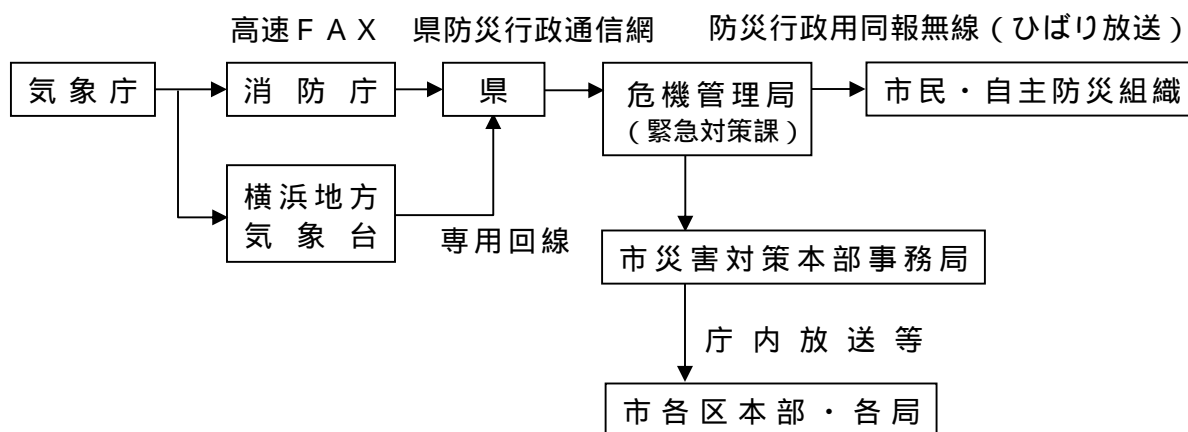 高速FAX 県防災行政通信網 防災行政用同報無線(ひばり放送)
気象庁 消防庁 県 危機管理局 市民・自主防災組織
(緊急対策課)
横浜地方
気象台
専用回線
市災害対策本部事務局
庁内放送等
市各区本部・各局